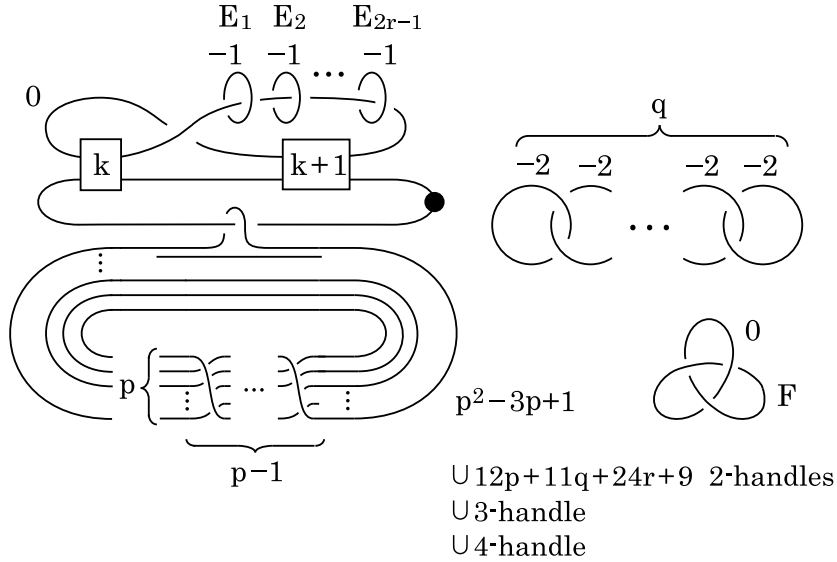 E₁ E₂ E₂ᵣ₋₁
−1 −1 ... −1
0
k k+1
q
−2 −2 ... −2 −2
⋮
p ⋮ ... ⋮
p−1
p²−3p+1
0
F
∪12p+11q+24r+9 2-handles
∪3-handle
∪4-handle